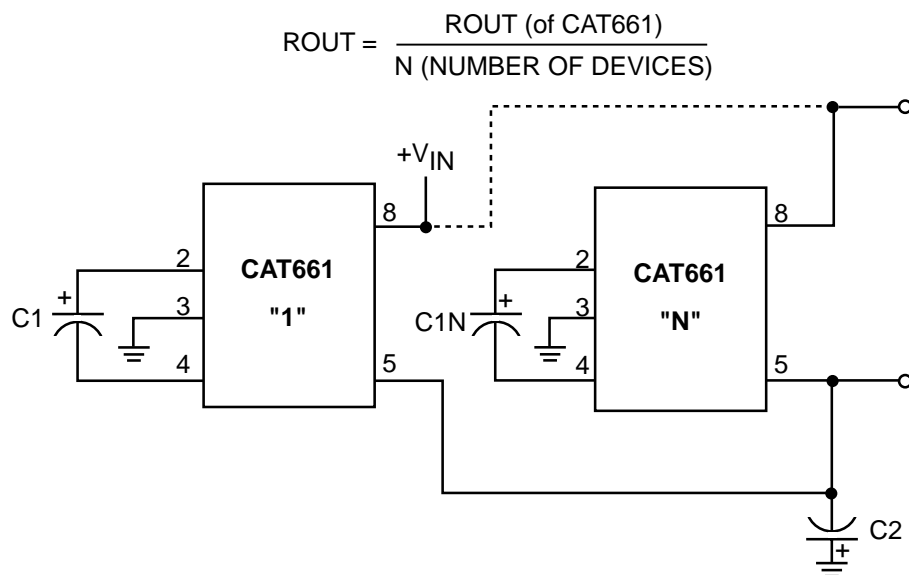 ROUT = ROUT (of CAT661)
N (NUMBER OF DEVICES)
+VIN
8
2
CAT661
"1"
3
4
5
C1
+
8
2
CAT661
"N"
3
4
5
C1N
+
C2
+